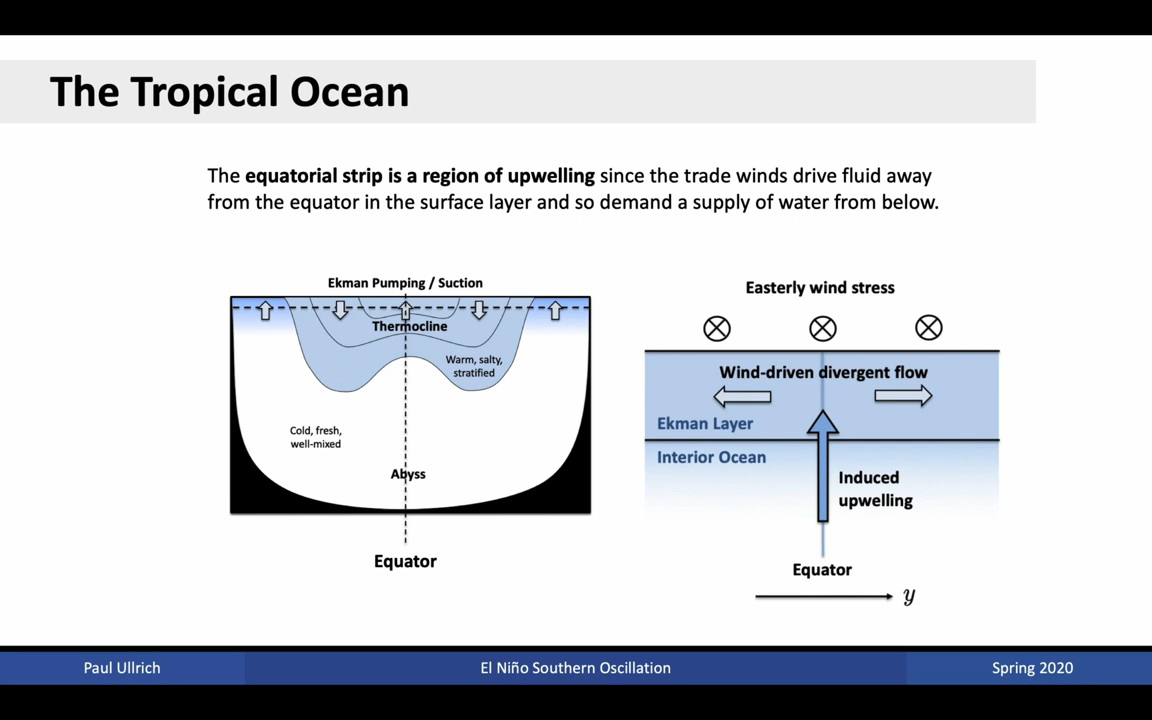 The Tropical Ocean
The equatorial strip is a region of upwelling since the trade winds drive fluid away
from the equator in the surface layer and so demand a supply of water from below.
Ekman Pumping / Suction
Thermocline
Warm, salty,
stratified
Cold, fresh,
well-mixed
Abyss
Equator
Easterly wind stress
Wind-driven divergent flow
Ekman Layer
Interior Ocean
Induced
upwelling
Equator
y
Paul Ullrich
El Niño Southern Oscillation
Spring 2020